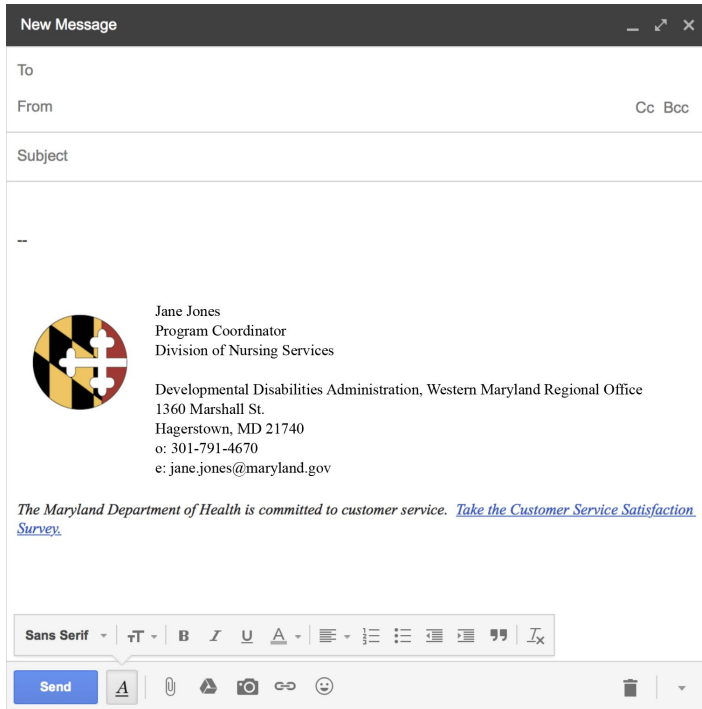 New Message
To
From Cc Bcc
Subject
--
Jane Jones
Program Coordinator
Division of Nursing Services
Developmental Disabilities Administration, Western Maryland Regional Office
1360 Marshall St.
Hagerstown, MD 21740
o: 301-791-4670
e: jane.jones@maryland.gov
The Maryland Department of Health is committed to customer service. Take the Customer Service Satisfaction
Survey.
Sans Serif
Send